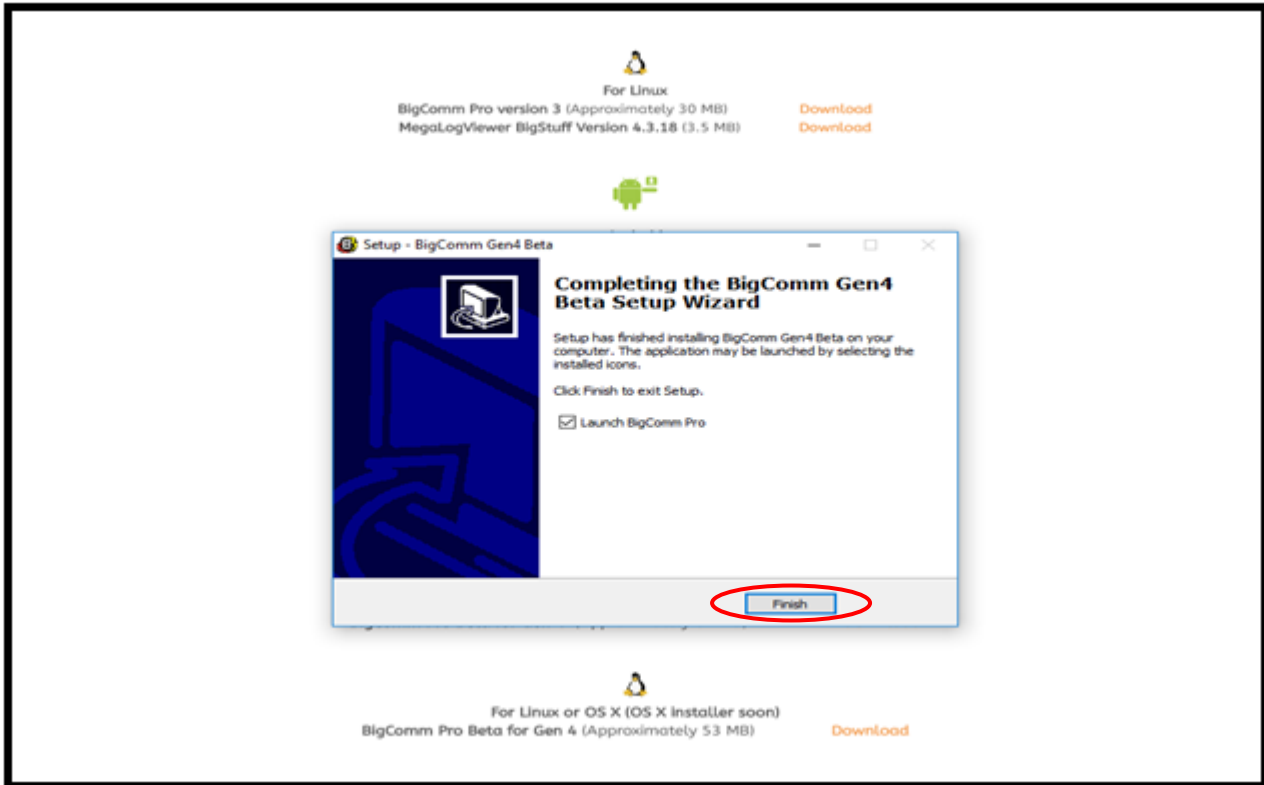 For Linux
BigComm Pro version 3 (Approximately 30 MB) Download
MegaLogViewer BigStuff Version 4.3.18 (3.5 MB) Download
Setup - BigComm Gen4 Beta
Completing the BigComm Gen4
Beta Setup Wizard
Setup has finished installing BigComm Gen4 Beta on your
computer. The application may be launched by selecting the
installed icons.
Click Finish to exit Setup.
Launch BigComm Pro
Finish
For Linux or OS X (OS X installer soon)
BigComm Pro Beta for Gen 4 (Approximately 53 MB) Download